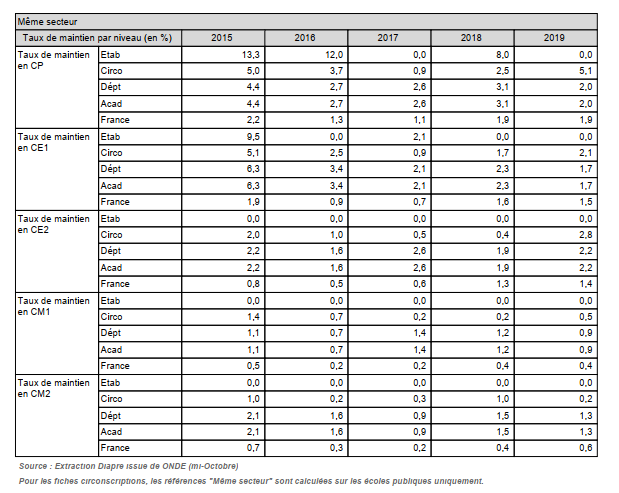 Même secteur
Taux de maintien par niveau (en %) 2015 2016 2017 2018 2019
Taux de maintien en CP Etab 13,3 12,0 0,0 8,0 0,0
Circo 5,0 3,7 0,9 2,5 5,1
Dépt 4,4 2,7 2,6 3,1 2,0
Acad 4,4 2,7 2,6 3,1 2,0
France 2,2 1,3 1,1 1,9 1,9
Taux de maintien en CE1 Etab 9,5 0,0 2,1 0,0 0,0
Circo 5,1 2,5 0,9 1,7 2,1
Dépt 6,3 3,4 2,1 2,3 1,7
Acad 6,3 3,4 2,1 2,3 1,7
France 1,9 0,9 0,7 1,6 1,5
Taux de maintien en CE2 Etab 0,0 0,0 0,0 0,0 0,0
Circo 2,0 1,0 0,5 0,4 2,8
Dépt 2,2 1,6 2,6 1,9 2,2
Acad 2,2 1,6 2,6 1,9 2,2
France 0,8 0,5 0,6 1,3 1,4
Taux de maintien en CM1 Etab 0,0 0,0 0,0 0,0 0,0
Circo 1,4 0,7 0,2 0,2 0,5
Dépt 1,1 0,7 1,4 1,2 0,9
Acad 1,1 0,7 1,4 1,2 0,9
France 0,5 0,2 0,2 0,4 0,4
Taux de maintien en CM2 Etab 0,0 0,0 0,0 0,0 0,0
Circo 1,0 0,2 0,3 1,0 0,2
Dépt 2,1 1,6 0,9 1,5 1,3
Acad 2,1 1,6 0,9 1,5 1,3
France 0,7 0,3 0,2 0,4 0,6
Source : Extraction Diapre issue de ONDE (mi-Octobre)
Pour les fiches circonscriptions, les références "Même secteur" sont calculées sur les écoles publiques uniquement.